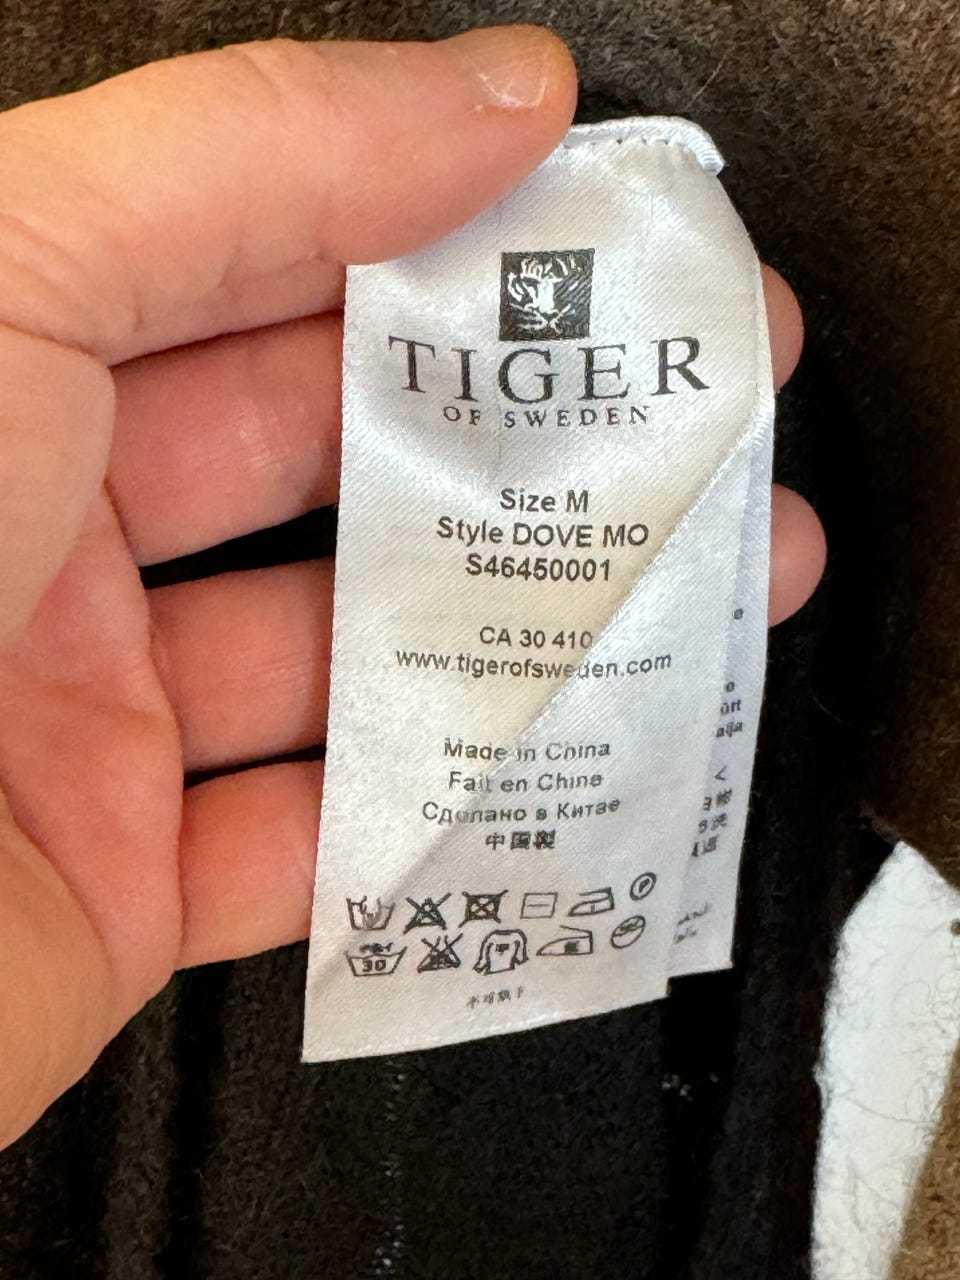 TIGER
OF SWEDEN
Size M
Style DOVE MO
S46450001
CA 30 410
www.tigerofsweden.com
Made in China
Fait en Chine
Сделано в Китае
中国製
30